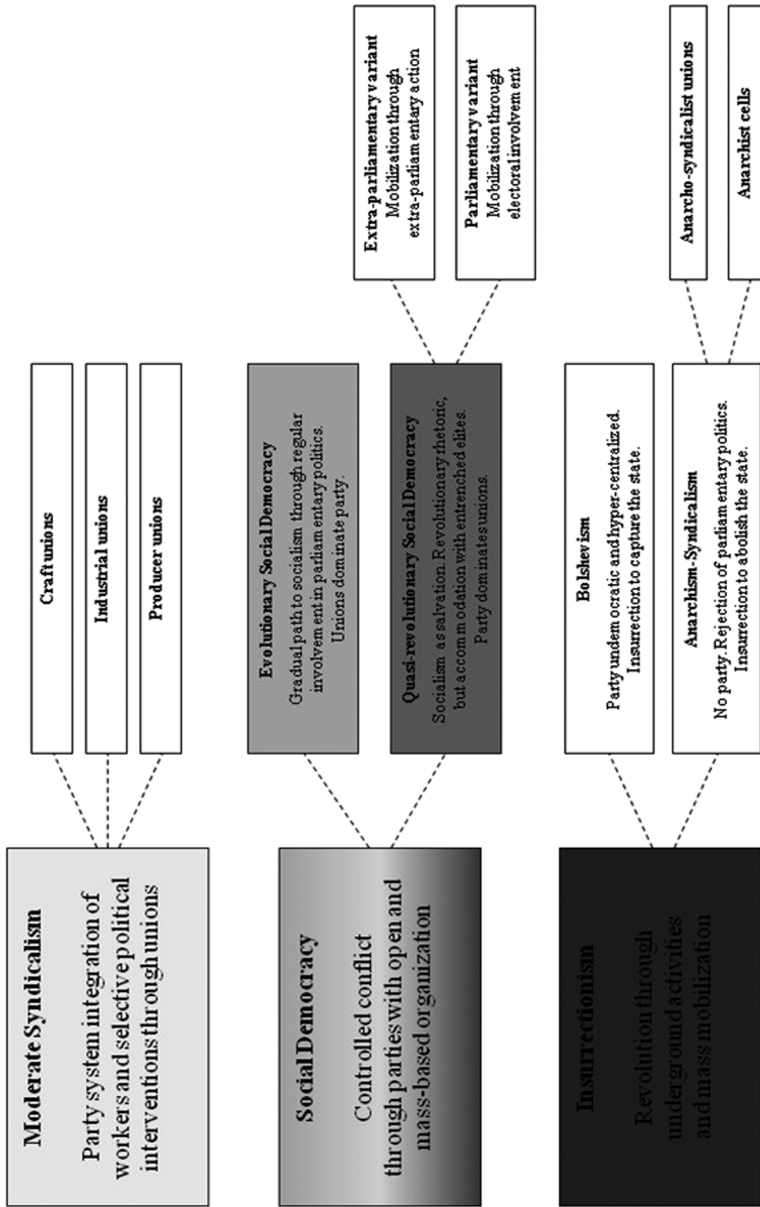 Moderate Syndicalism
Party system integration of
workers and selective political
interventions through unions
Craft unions
Industrial unions
Producer unions
Social Democracy
Controlled conflict
through parties with open and
mass-based organization
Evolutionary Social Democracy
Gradual path to socialism through regular
involvement in parliamentary politics.
Unions dominate party.
Quasi-revolutionary Social Democracy
Socialism as salvation. Revolutionary rhetoric,
but accommodation with entrenched elites.
Party dominates unions.
Extra-parliamentary variant
Mobilization through
extra-parliamentary action
Parliamentary variant
Mobilization through
electoral involvement
Insurrectionism
Revolution through
underground activities
and mass mobilization
Bolshevism
Party undemocratic and hyper-centralized.
Insurrection to capture the state.
Anarchism-Syndicalism
No party. Rejection of parliamentary politics.
Insurrection to abolish the state.
Anarcho-syndicalist unions
Anarchist cells